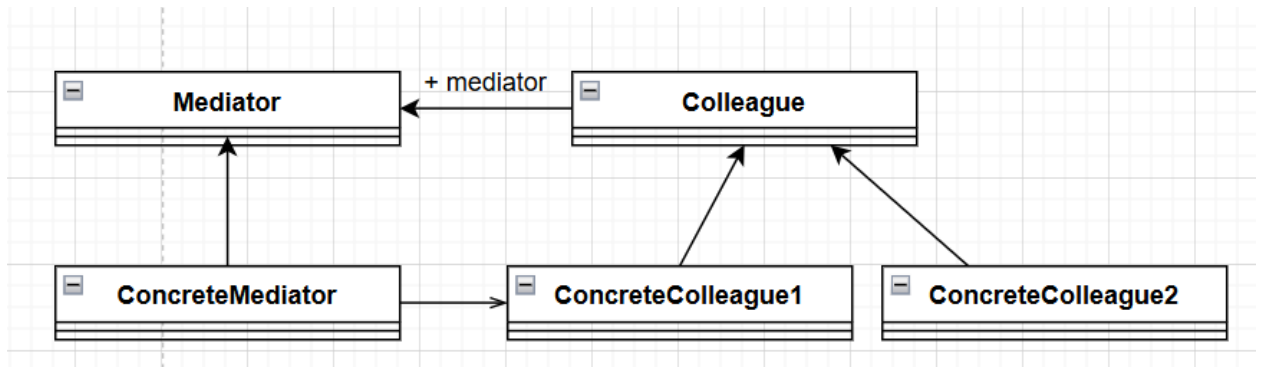 + mediator
Mediator
Colleague
ConcreteMediator
ConcreteColleague1
ConcreteColleague2